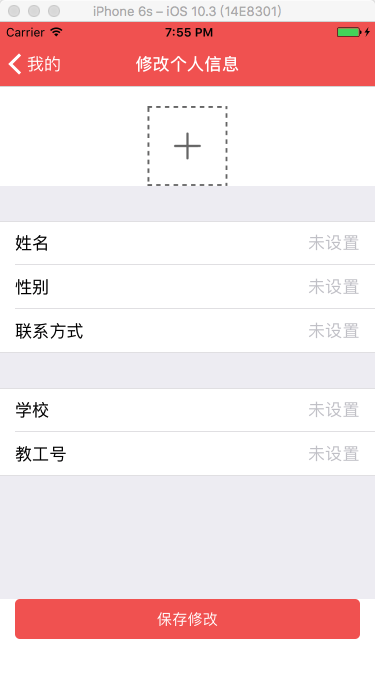 iPhone 6s – iOS 10.3 (14E8301)
Carrier 7:55 PM
我的 修改个人信息
姓名 未设置
性别 未设置
联系方式 未设置
学校 未设置
教工号 未设置
保存修改